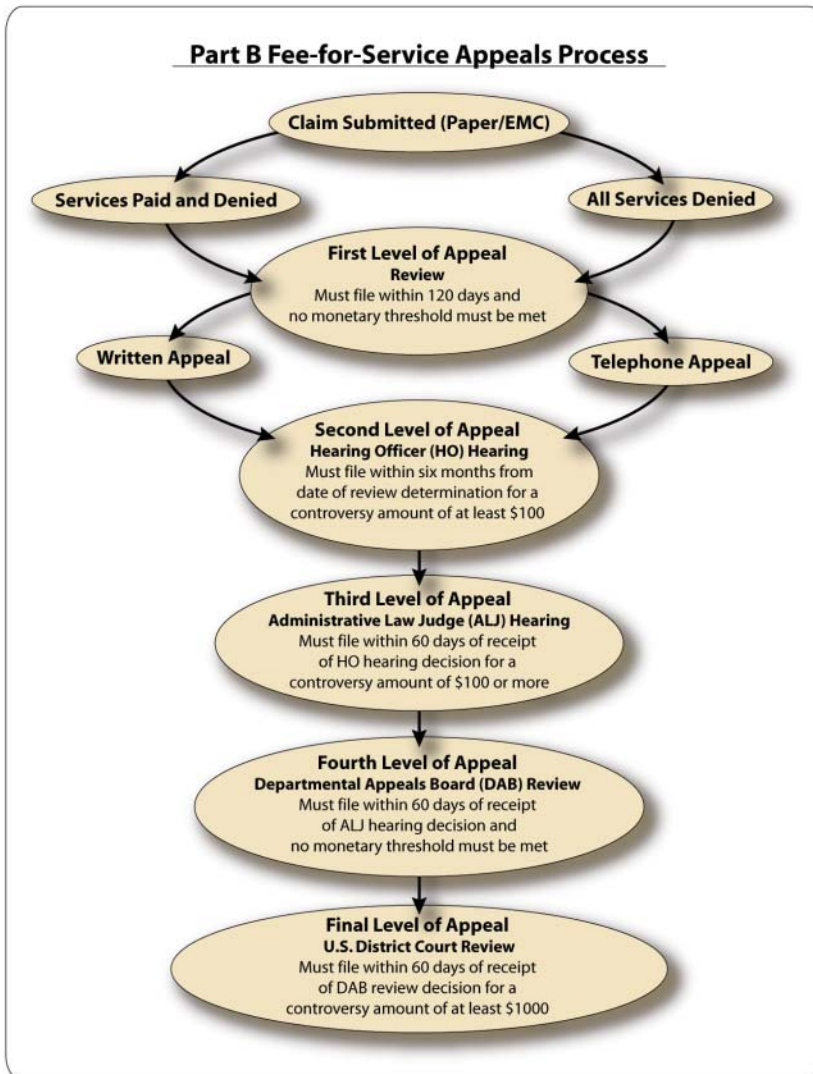 Part B Fee-for-Service Appeals Process
Claim Submitted (Paper/EMC)
Services Paid and Denied
All Services Denied
First Level of Appeal
Review
Must file within 120 days and
no monetary threshold must be met
Written Appeal
Telephone Appeal
Second Level of Appeal
Hearing Officer (HO) Hearing
Must file within six months from
date of review determination for a
controversy amount of at least $100
Third Level of Appeal
Administrative Law Judge (ALJ) Hearing
Must file within 60 days of receipt
of HO hearing decision for a
controversy amount of $100 or more
Fourth Level of Appeal
Departmental Appeals Board (DAB) Review
Must file within 60 days of receipt
of ALJ hearing decision and
no monetary threshold must be met
Final Level of Appeal
U.S. District Court Review
Must file within 60 days of receipt
of DAB review decision for a
controversy amount of at least $1000